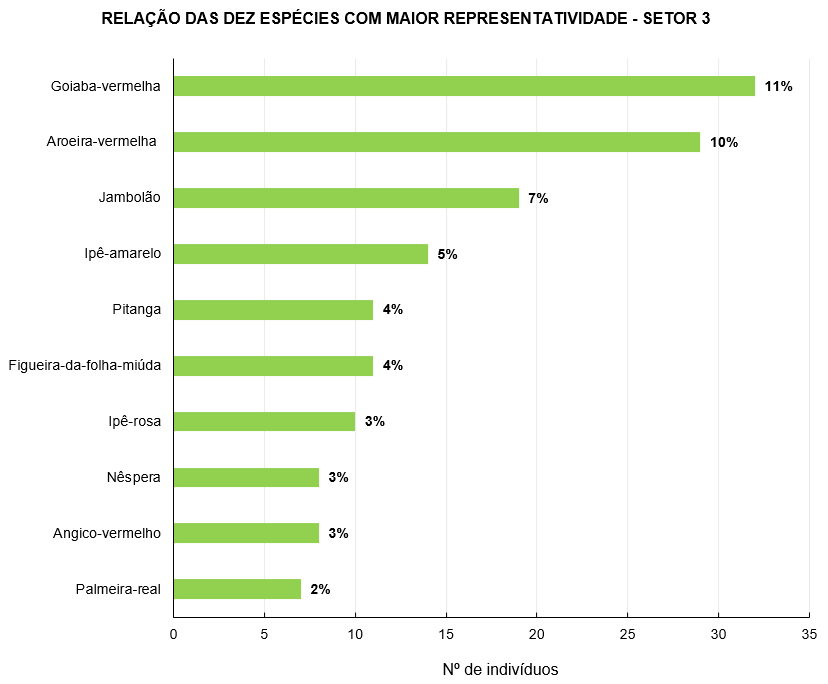 RELAÇÃO DAS DEZ ESPÉCIES COM MAIOR REPRESENTATIVIDADE - SETOR 3
Goiaba-vermelha 11%
Aroeira-vermelha 10%
Jambolão 7%
Ipê-amarelo 5%
Pitanga 4%
Figueira-da-folha-miúda 4%
Ipê-rosa 3%
Nêspera 3%
Angico-vermelho 3%
Palmeira-real 2%
0 5 10 15 20 25 30 35
Nº de indivíduos